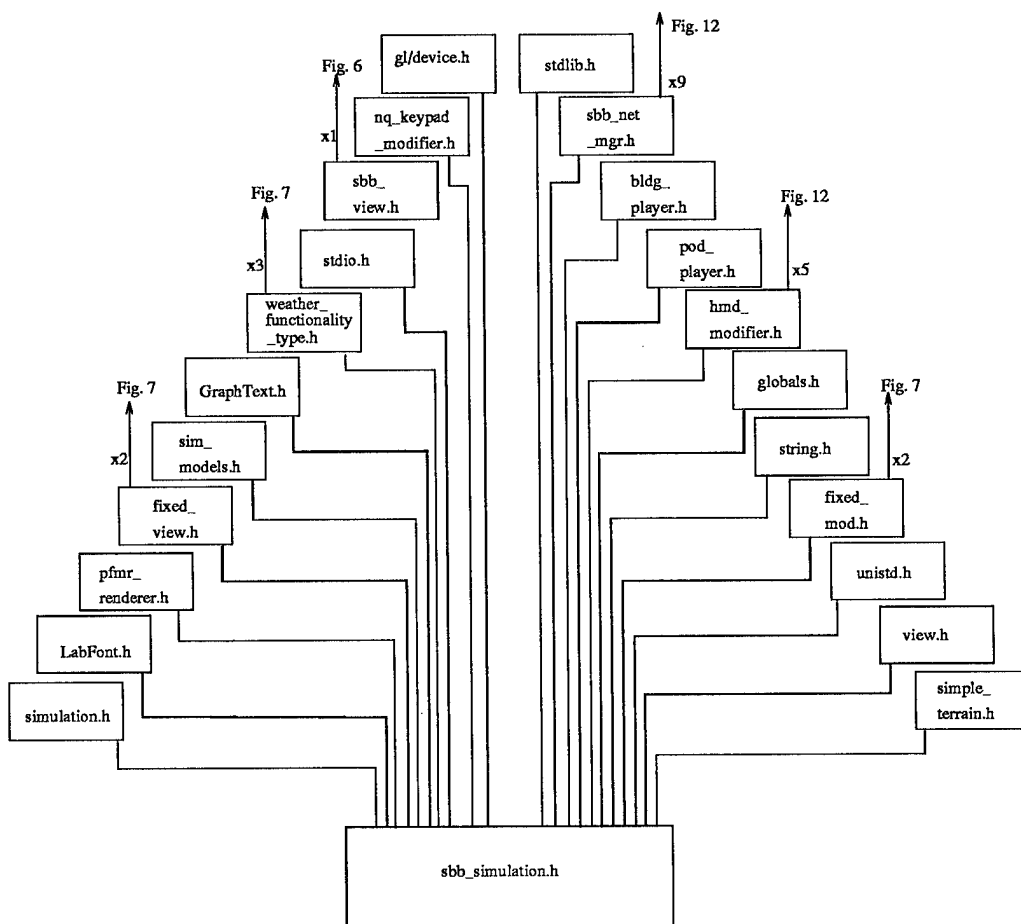 Fig. 12
gl/device.h
stdlib.h
Fig. 6
x9
nq_keypad
_modifier.h
sbb_net
_mgr.h
x1
sbb_
view.h
bldg_
player.h
Fig. 7
Fig. 12
stdio.h
pod_
player.h
x3
x5
weather_
functionality
_type.h
hmd_
modifier.h
GraphText.h
globals.h
Fig. 7
Fig. 7
sim_
models.h
string.h
x2
x2
fixed_
view.h
fixed_
mod.h
pfmr_
renderer.h
unistd.h
LabFont.h
view.h
simulation.h
simple_
terrain.h
sbb_simulation.h